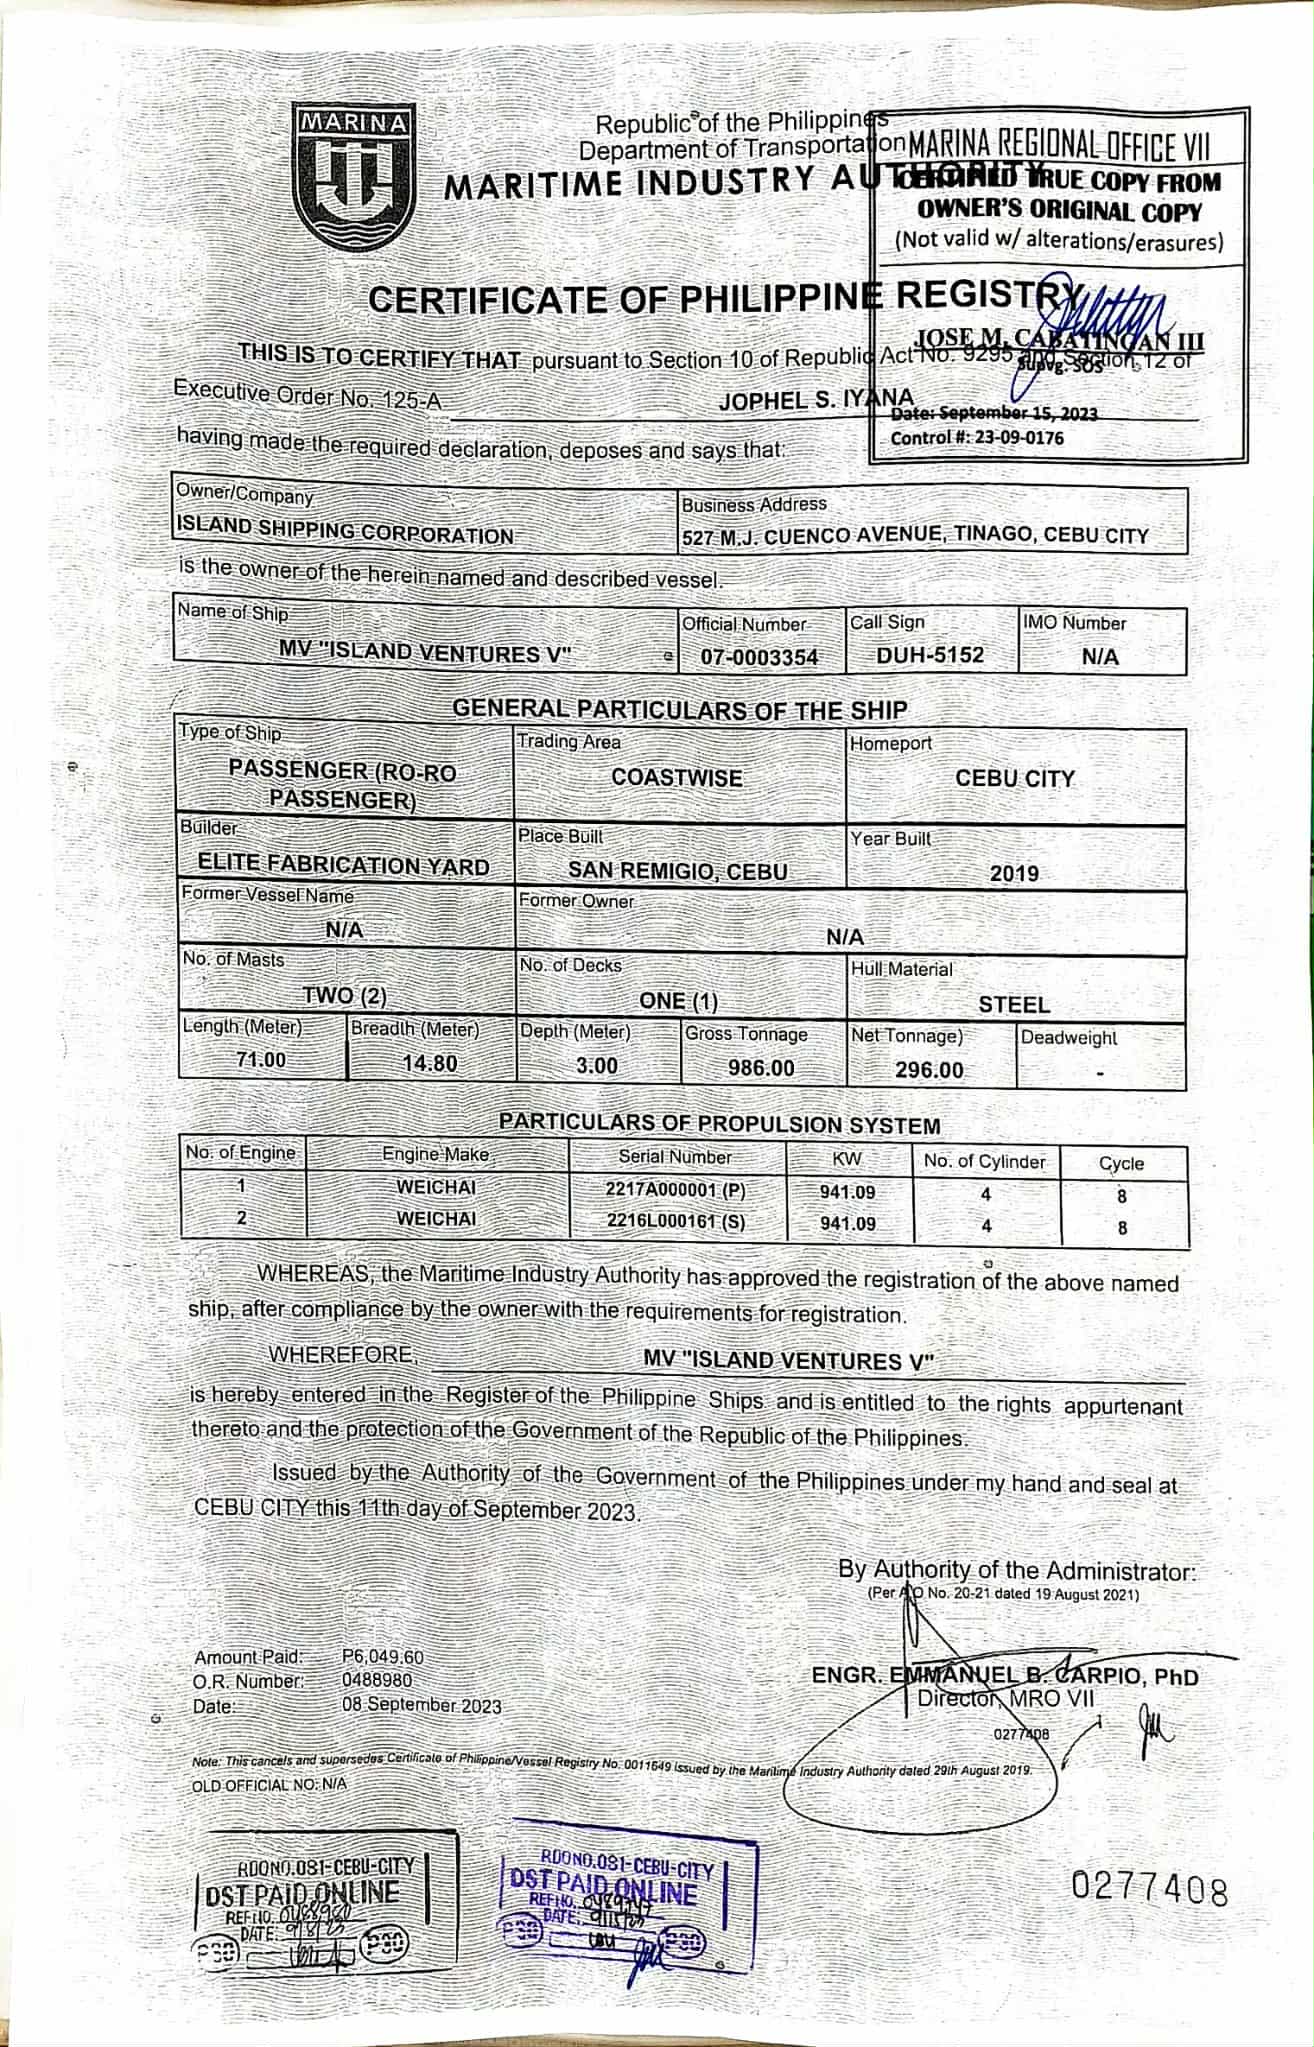 MARINA
Republic of the Philippines
Department of Transportation
MARITIME INDUSTRY AUTHORITY
MARINA REGIONAL OFFICE VII
CERTIFIED TRUE COPY FROM
OWNER'S ORIGINAL COPY
(Not valid w/ alterations/erasures)
JOSE M. CABATINGAN III
Supvg. SOS
Date: September 15, 2023
Control #: 23-09-0176
CERTIFICATE OF PHILIPPINE REGISTRY
THIS IS TO CERTIFY THAT pursuant to Section 10 of Republic Act No. 9295 and Section 12 of
Executive Order No. 125-A JOPHEL S. IYANA
having made the required declaration, deposes and says that:
Owner/Company Business Address
ISLAND SHIPPING CORPORATION 527 M.J. CUENCO AVENUE, TINAGO, CEBU CITY
is the owner of the herein named and described vessel.
Name of Ship Official Number Call Sign IMO Number
MV "ISLAND VENTURES V" 07-0003354 DUH-5152 N/A
GENERAL PARTICULARS OF THE SHIP
Type of Ship Trading Area Homeport
PASSENGER (RO-RO PASSENGER) COASTWISE CEBU CITY
Builder Place Built Year Built
ELITE FABRICATION YARD SAN REMIGIO, CEBU 2019
Former Vessel Name Former Owner
N/A N/A
No. of Masts No. of Decks Hull Material
TWO (2) ONE (1) STEEL
Length (Meter) Breadth (Meter) Depth (Meter) Gross Tonnage Net Tonnage) Deadweight
71.00 14.80 3.00 986.00 296.00 -
PARTICULARS OF PROPULSION SYSTEM
No. of Engine Engine Make Serial Number KW No. of Cylinder Cycle
1 WEICHAI 2217A000001 (P) 941.09 4 8
2 WEICHAI 2216L000161 (S) 941.09 4 8
WHEREAS, the Maritime Industry Authority has approved the registration of the above named
ship, after compliance by the owner with the requirements for registration.
WHEREFORE, MV "ISLAND VENTURES V"
is hereby entered in the Register of the Philippine Ships and is entitled to the rights appurtenant
thereto and the protection of the Government of the Republic of the Philippines.
Issued by the Authority of the Government of the Philippines under my hand and seal at
CEBU CITY this 11th day of September 2023.
By Authority of the Administrator:
(Per A.O No. 20-21 dated 19 August 2021)
Amount Paid: P6,049.60
O.R. Number: 0488980
Date: 08 September 2023
ENGR. EMMANUEL B. CARPIO, PhD
Director, MRO VII
0277408
Note: This cancels and supersedes Certificate of Philippine/Vessel Registry No. 0011649 issued by the Maritime Industry Authority dated 29th August 2019.
OLD OFFICIAL NO: N/A
RDO NO. 081-CEBU-CITY
DST PAID ONLINE
REF NO. 0488980
DATE: 9/8/23
P30 P30
RDO NO. 081-CEBU-CITY
DST PAID ONLINE
REF NO.
DATE: 9/15/23
P30 P30
0277408